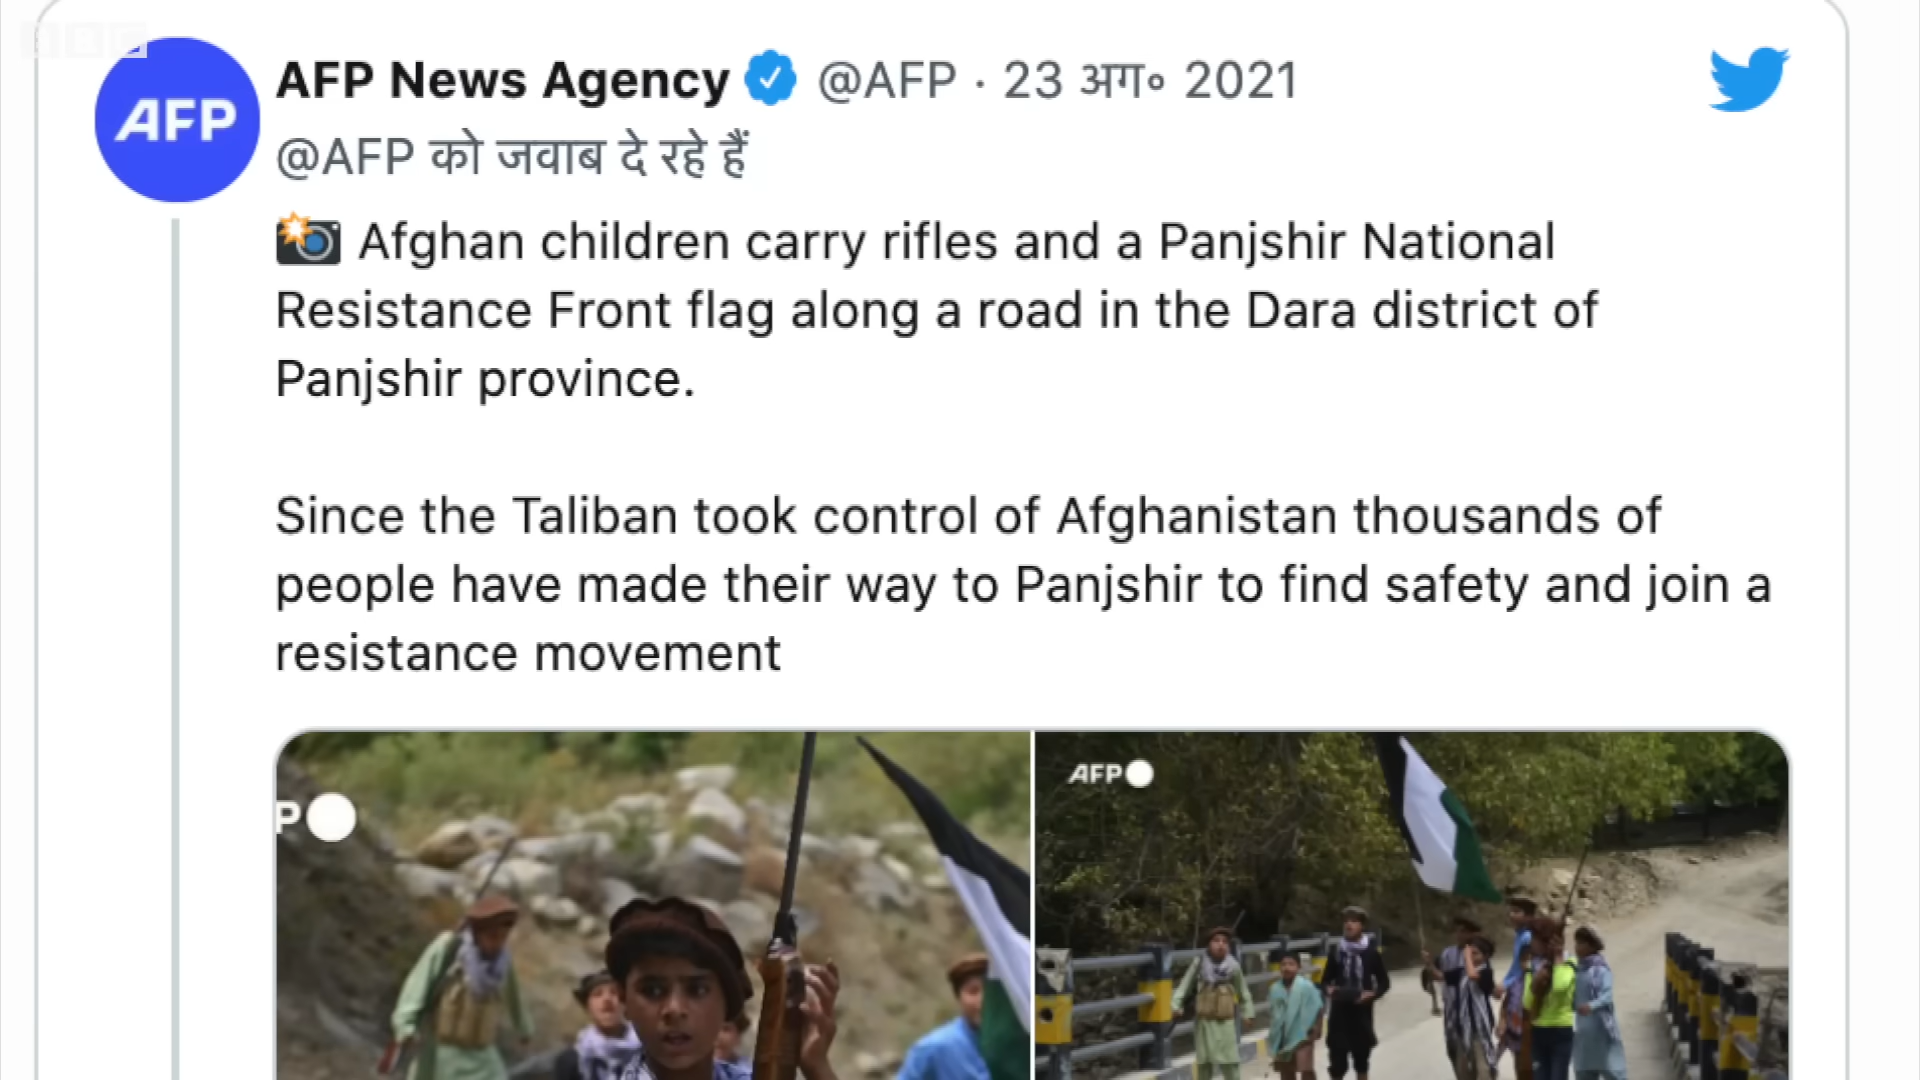 BBC
AFP
AFP News Agency @AFP · 23 अग॰ 2021
@AFP को जवाब दे रहे हैं
Afghan children carry rifles and a Panjshir National
Resistance Front flag along a road in the Dara district of
Panjshir province.
Since the Taliban took control of Afghanistan thousands of
people have made their way to Panjshir to find safety and join a
resistance movement
P
AFP